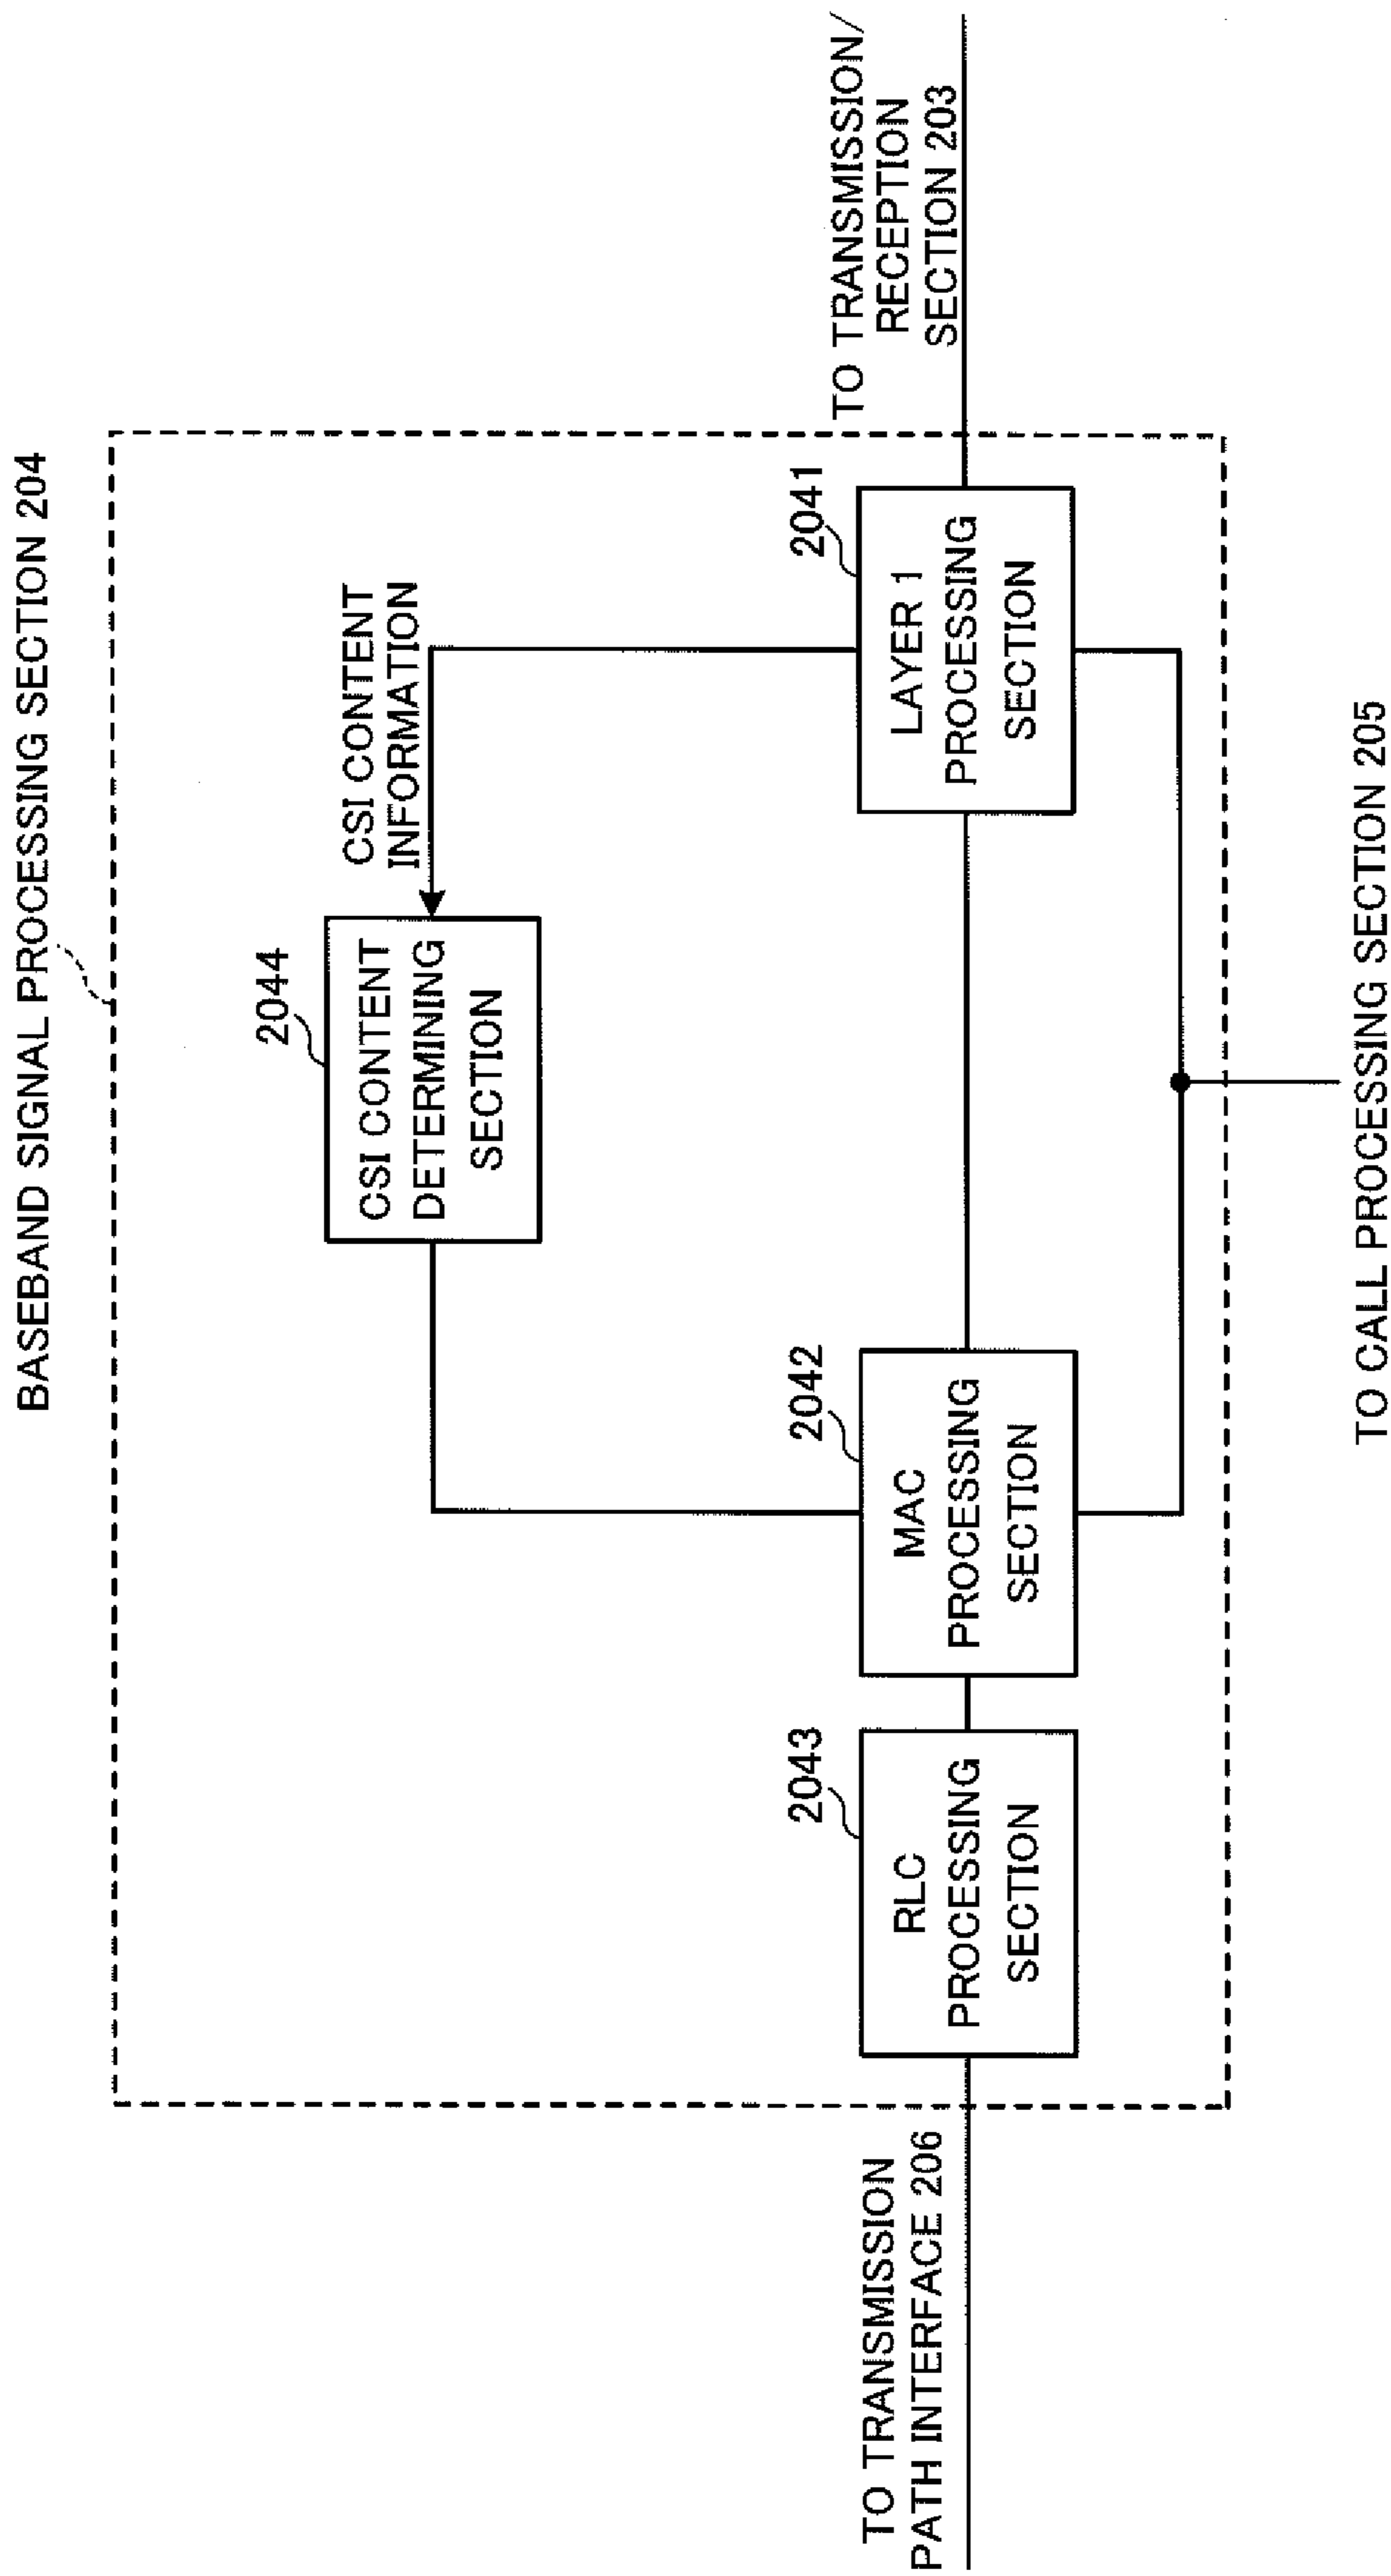 BASEBAND SIGNAL PROCESSING SECTION 204
2044
CSI CONTENT
DETERMINING
SECTION
CSI CONTENT
INFORMATION
TO TRANSMISSION
PATH INTERFACE 206
2043
RLC
PROCESSING
SECTION
2042
MAC
PROCESSING
SECTION
2041
LAYER 1
PROCESSING
SECTION
TO TRANSMISSION/
RECEPTION
SECTION 203
TO CALL PROCESSING SECTION 205